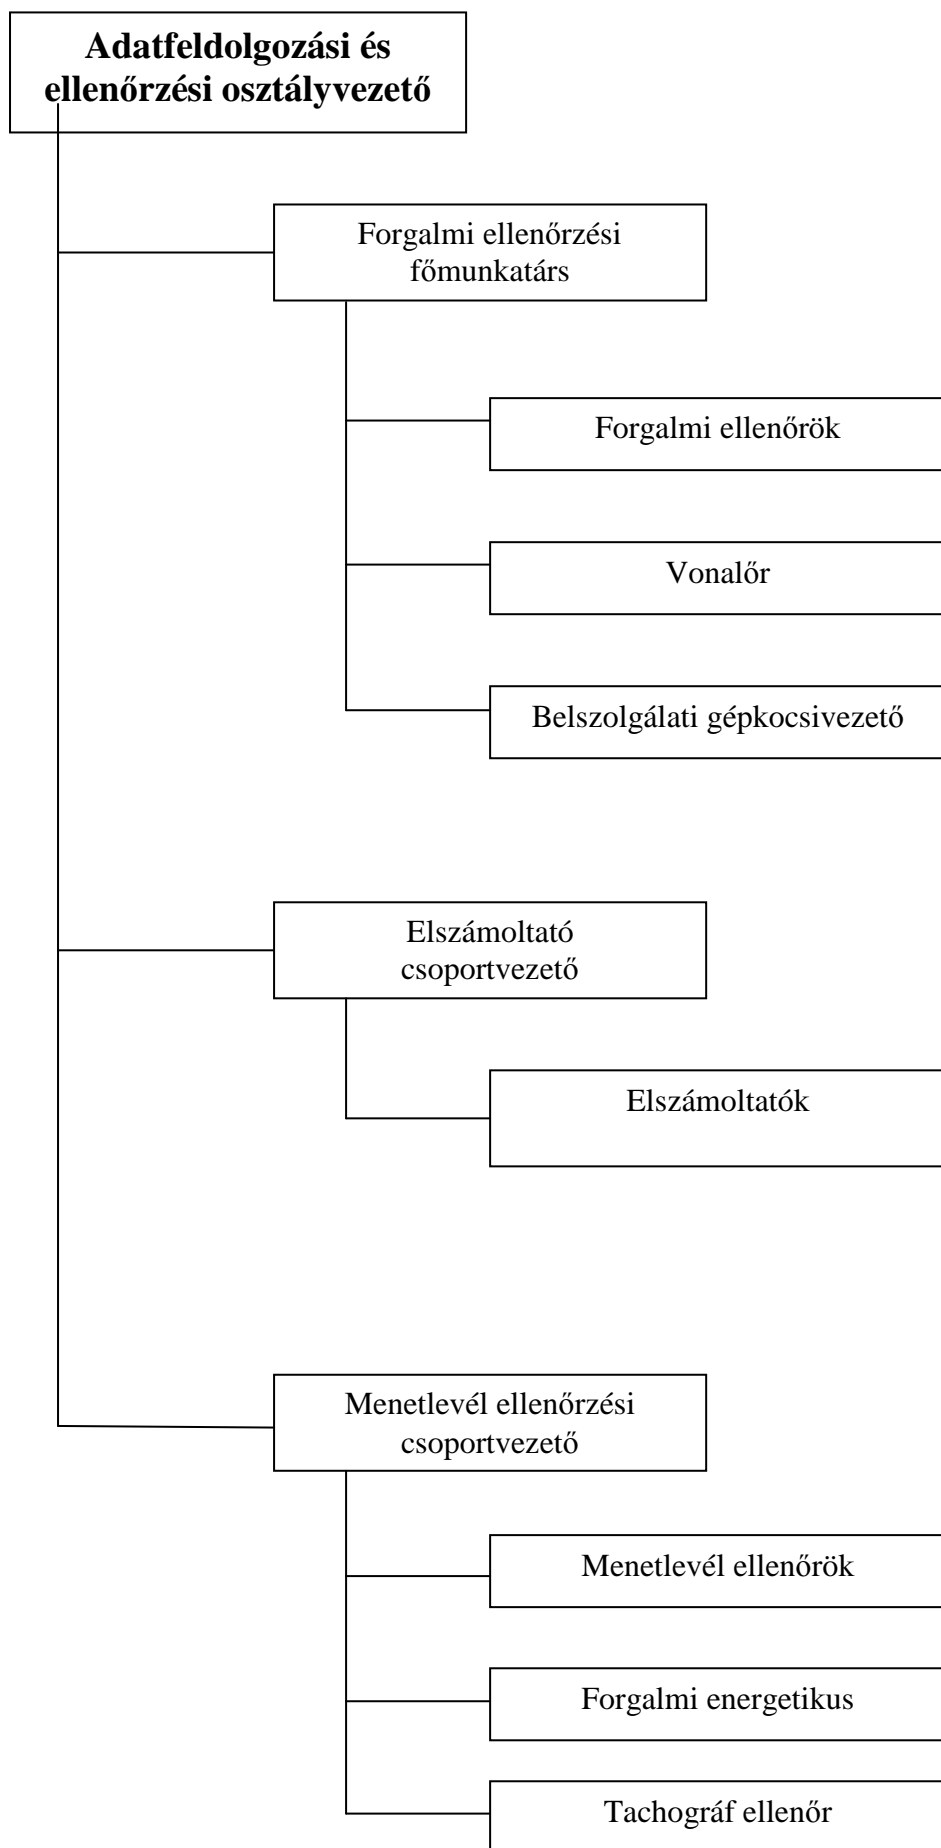 Adatfeldolgozási és
ellenőrzési osztályvezető
Forgalmi ellenőrzési
főmunkatárs
Forgalmi ellenőrök
Vonalőr
Belszolgálati gépkocsivezető
Elszámoltató
csoportvezető
Elszámoltatók
Menetlevél ellenőrzési
csoportvezető
Menetlevél ellenőrök
Forgalmi energetikus
Tachográf ellenőr